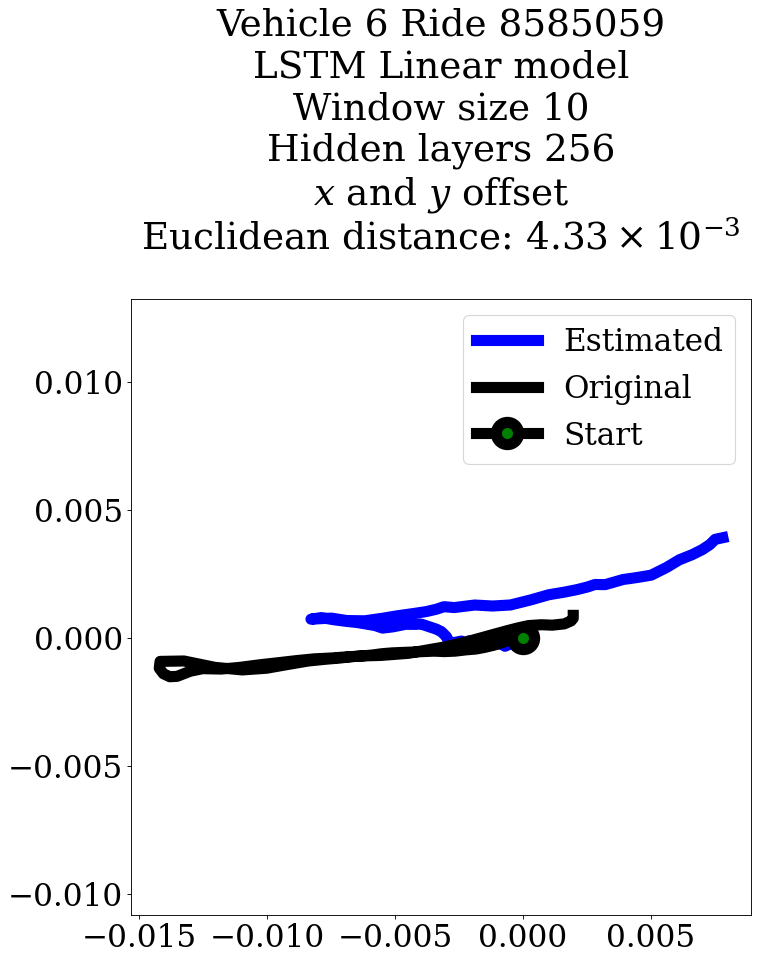 Vehicle 6 Ride 8585059
LSTM Linear model
Window size 10
Hidden layers 256
x and y offset
Euclidean distance: 4.33 × 10⁻³
Estimated
Original
Start
0.010
0.005
0.000
−0.005
−0.010
−0.015 −0.010 −0.005 0.000 0.005